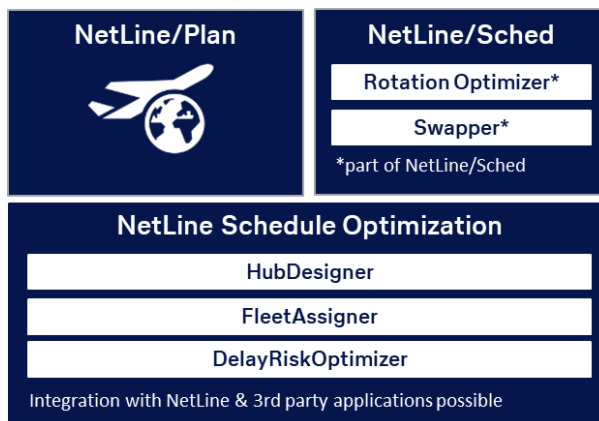 NetLine/Plan
NetLine/Sched
Rotation Optimizer*
Swapper*
*part of NetLine/Sched
NetLine Schedule Optimization
HubDesigner
FleetAssigner
DelayRiskOptimizer
Integration with NetLine & 3rd party applications possible